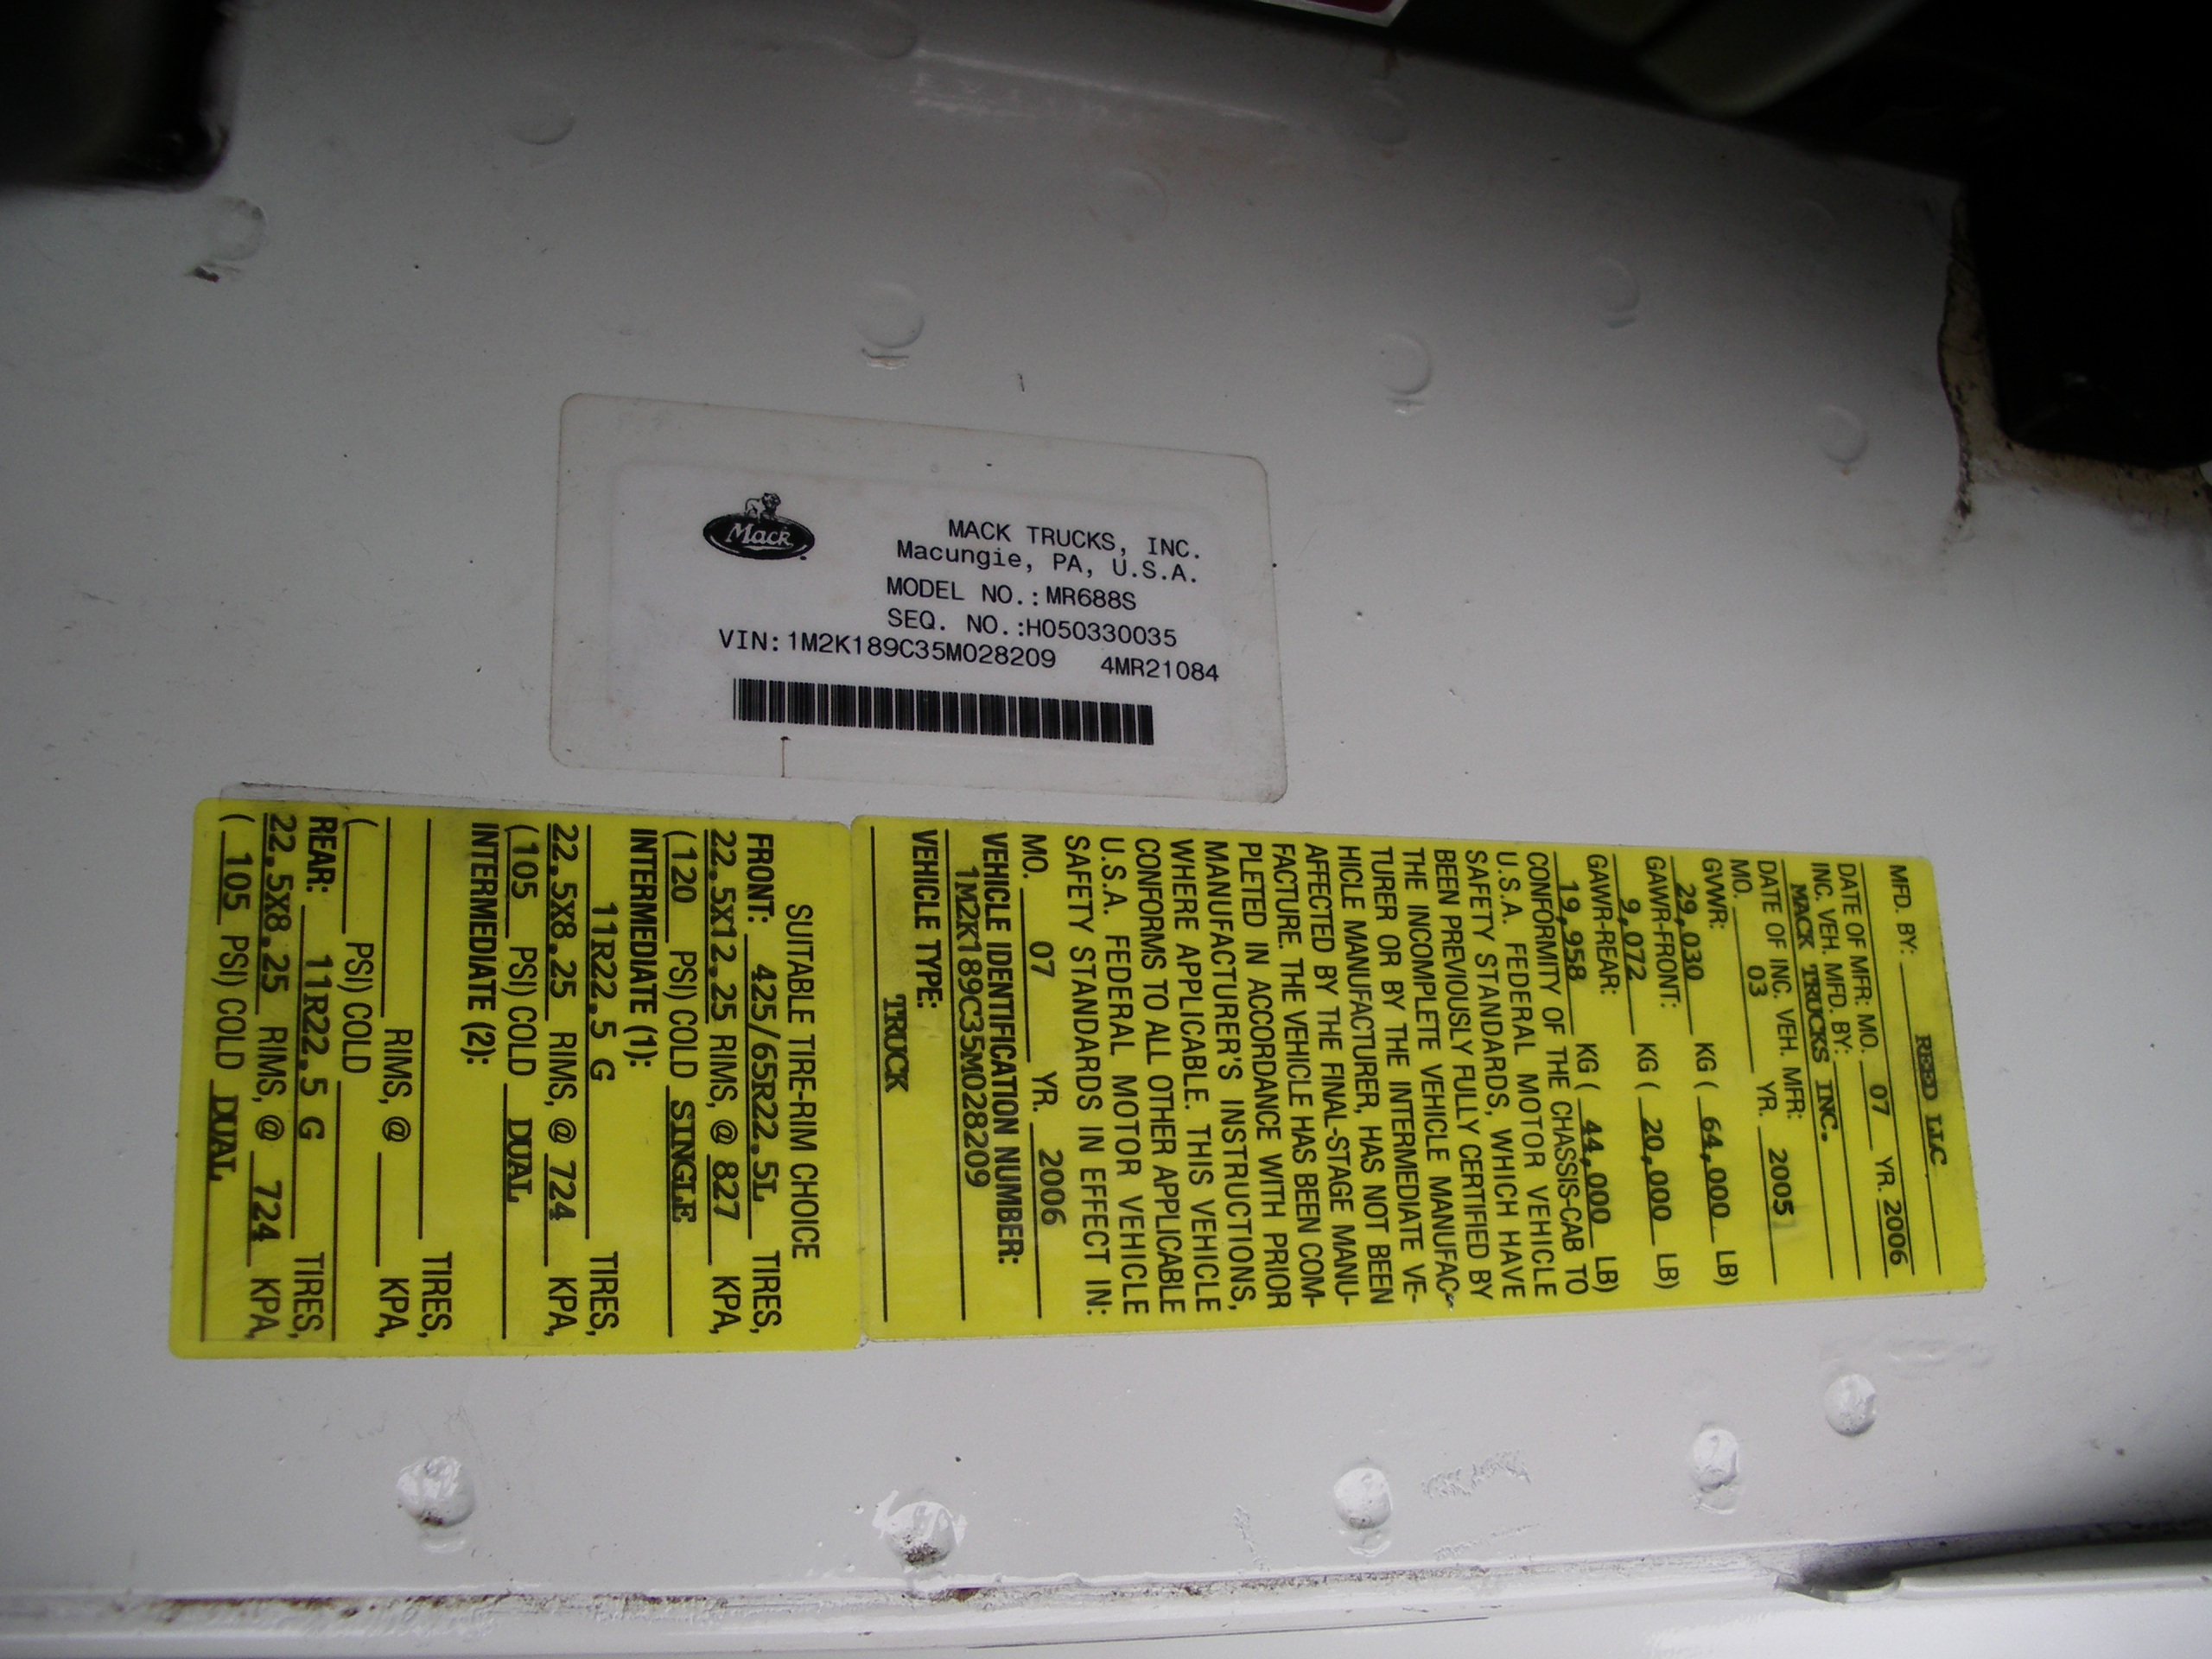 Mack
MACK TRUCKS, INC.
Macungie, PA, U.S.A.
MODEL NO.:MR688S
SEQ. NO.:H050330035
VIN:1M2K189C35M028209 4MR21084
MFD. BY: REED LLC
DATE OF MFR: MO. 07 YR. 2006
INC. VEH. MFD. BY:
MACK TRUCKS INC.
DATE OF INC. VEH. MFR:
MO. 03 YR. 2005
GVWR:
29,030 KG ( 64,000 LB)
GAWR-FRONT:
9,072 KG ( 20,000 LB)
GAWR-REAR:
19,958 KG ( 44,000 LB)
CONFORMITY OF THE CHASSIS-CAB TO
U.S.A. FEDERAL MOTOR VEHICLE
SAFETY STANDARDS, WHICH HAVE
BEEN PREVIOUSLY FULLY CERTIFIED BY
THE INCOMPLETE VEHICLE MANUFAC-
TURER OR BY THE INTERMEDIATE VE-
HICLE MANUFACTURER, HAS NOT BEEN
AFFECTED BY THE FINAL-STAGE MANU-
FACTURE. THE VEHICLE HAS BEEN COM-
PLETED IN ACCORDANCE WITH PRIOR
MANUFACTURER'S INSTRUCTIONS,
WHERE APPLICABLE. THIS VEHICLE
CONFORMS TO ALL OTHER APPLICABLE
U.S.A. FEDERAL MOTOR VEHICLE
SAFETY STANDARDS IN EFFECT IN:
MO. 07 YR. 2006
VEHICLE IDENTIFICATION NUMBER:
1M2K189C35M028209
VEHICLE TYPE:
TRUCK
SUITABLE TIRE-RIM CHOICE
FRONT: 425/65R22.5L TIRES,
22.5X12.25 RIMS, @ 827 KPA,
(120 PSI) COLD SINGLE
INTERMEDIATE (1):
11R22.5 G TIRES,
22.5X8.25 RIMS, @ 724 KPA,
(105 PSI) COLD DUAL
INTERMEDIATE (2):
TIRES,
RIMS, @ KPA,
( PSI) COLD
REAR: 11R22.5 G TIRES,
22.5X8.25 RIMS, @ 724 KPA,
( 105 PSI) COLD DUAL